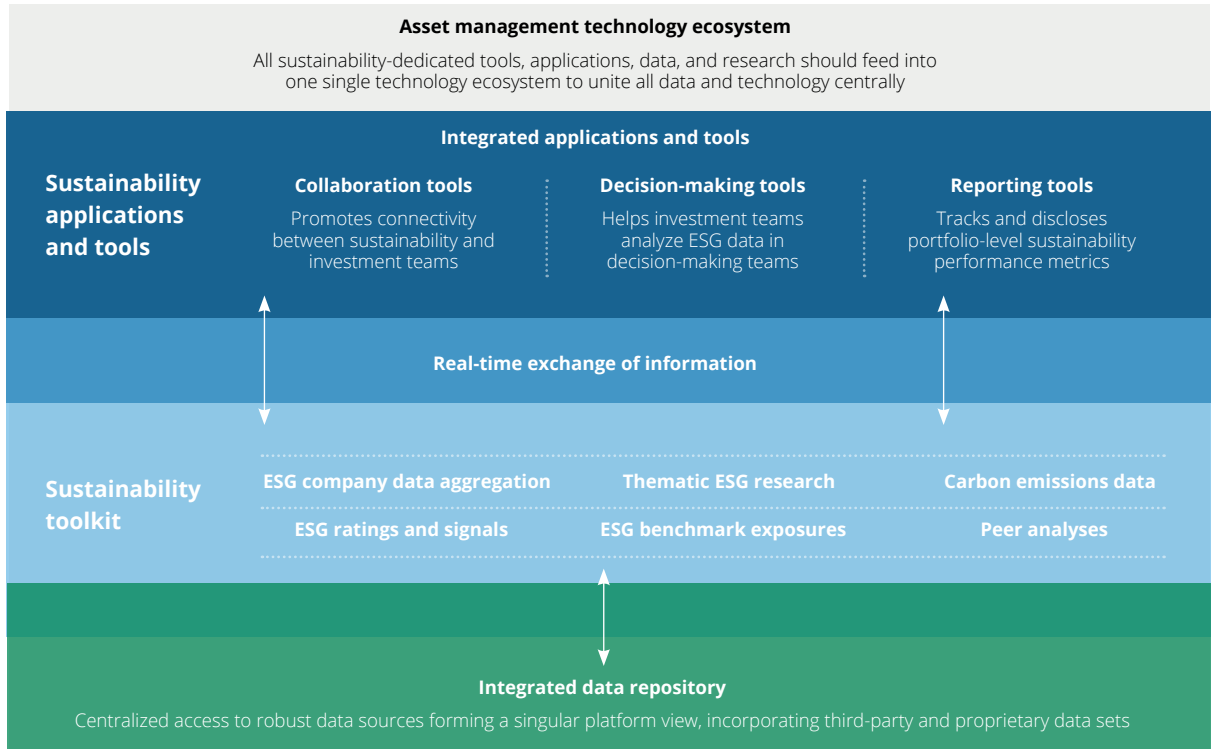 Asset management technology ecosystem
All sustainability-dedicated tools, applications, data, and research should feed into
one single technology ecosystem to unite all data and technology centrally
Integrated applications and tools
Sustainability
applications
and tools
Collaboration tools
Promotes connectivity
between sustainability and
investment teams
Decision-making tools
Helps investment teams
analyze ESG data in
decision-making teams
Reporting tools
Tracks and discloses
portfolio-level sustainability
performance metrics
Real-time exchange of information
Sustainability
toolkit
ESG company data aggregation
Thematic ESG research
Carbon emissions data
ESG ratings and signals
ESG benchmark exposures
Peer analyses
Integrated data repository
Centralized access to robust data sources forming a singular platform view, incorporating third-party and proprietary data sets